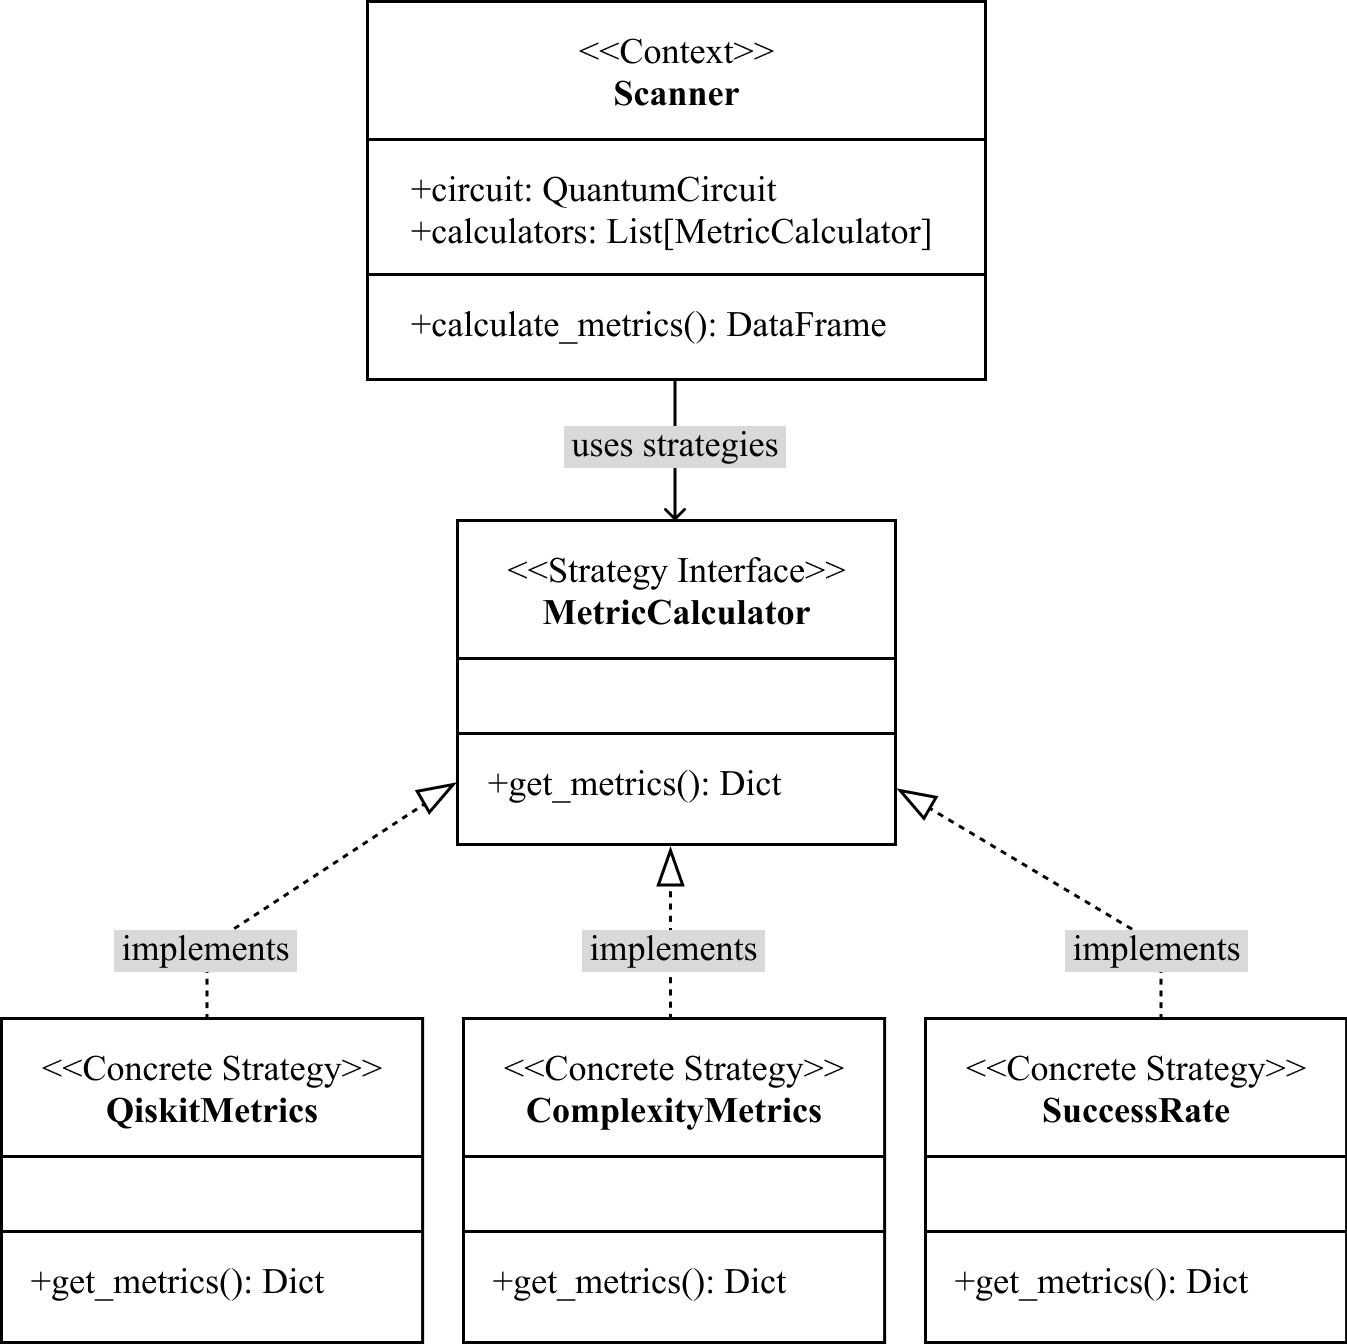 <<Context>>
Scanner
+circuit: QuantumCircuit
+calculators: List[MetricCalculator]
+calculate_metrics(): DataFrame
uses strategies
<<Strategy Interface>>
MetricCalculator
+get_metrics(): Dict
implements
implements
implements
<<Concrete Strategy>>
QiskitMetrics
+get_metrics(): Dict
<<Concrete Strategy>>
ComplexityMetrics
+get_metrics(): Dict
<<Concrete Strategy>>
SuccessRate
+get_metrics(): Dict